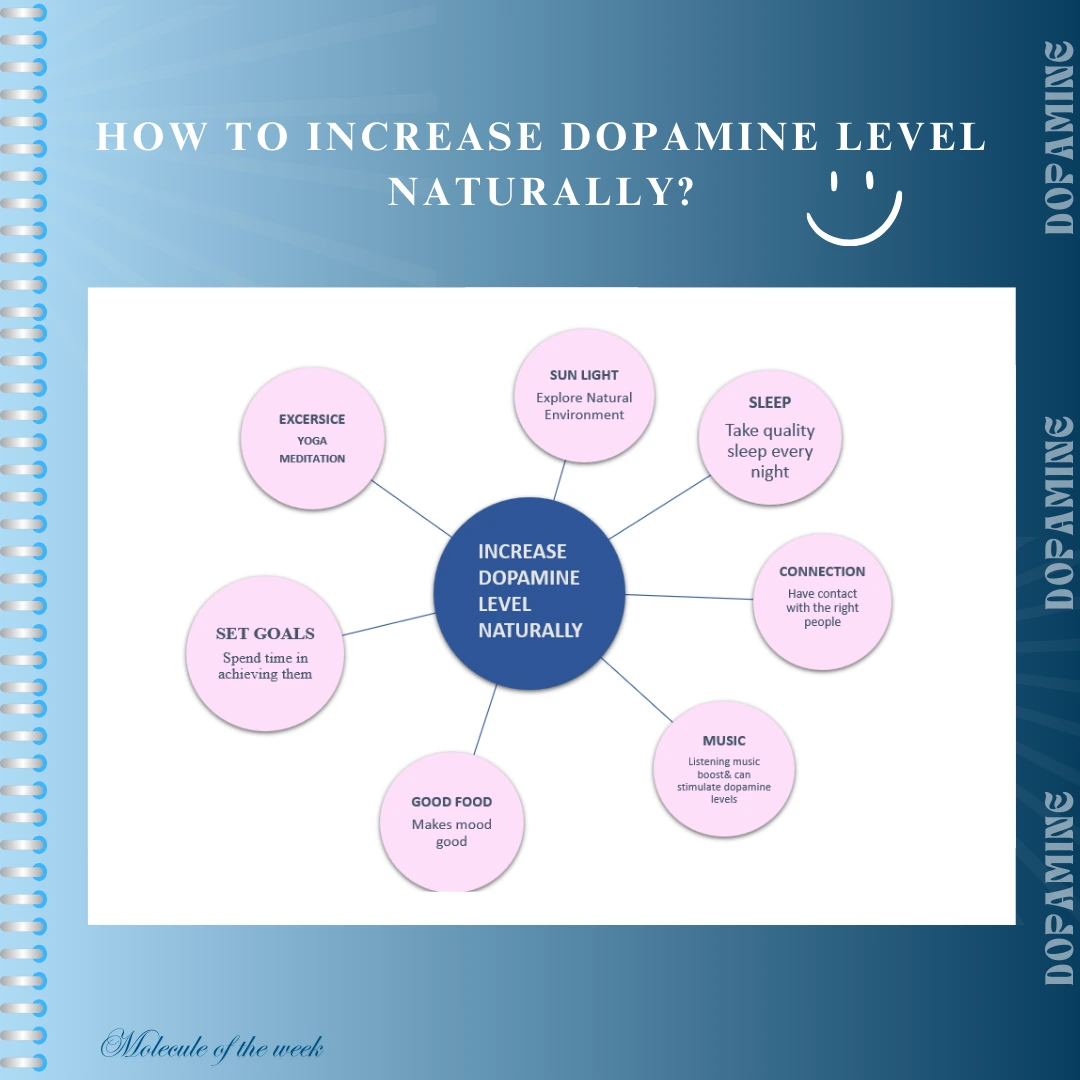 HOW TO INCREASE DOPAMINE LEVEL
NATURALLY?
DOPAMINE
DOPAMINE
DOPAMINE
SUN LIGHT
Explore Natural
Environment
SLEEP
Take quality
sleep every
night
EXCERSICE
YOGA
MEDITATION
INCREASE
DOPAMINE
LEVEL
NATURALLY
CONNECTION
Have contact
with the right
people
SET GOALS
Spend time in
achieving them
MUSIC
Listening music
boost& can
stimulate dopamine
levels
GOOD FOOD
Makes mood
good
Molecule of the week